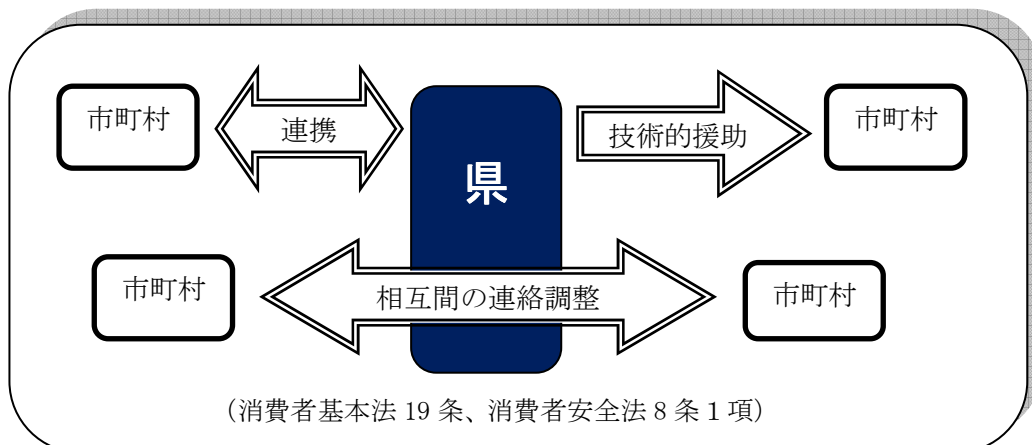 市町村
連携
県
技術的援助
市町村
市町村
相互間の連絡調整
市町村
（消費者基本法 19 条、消費者安全法 8 条 1 項）